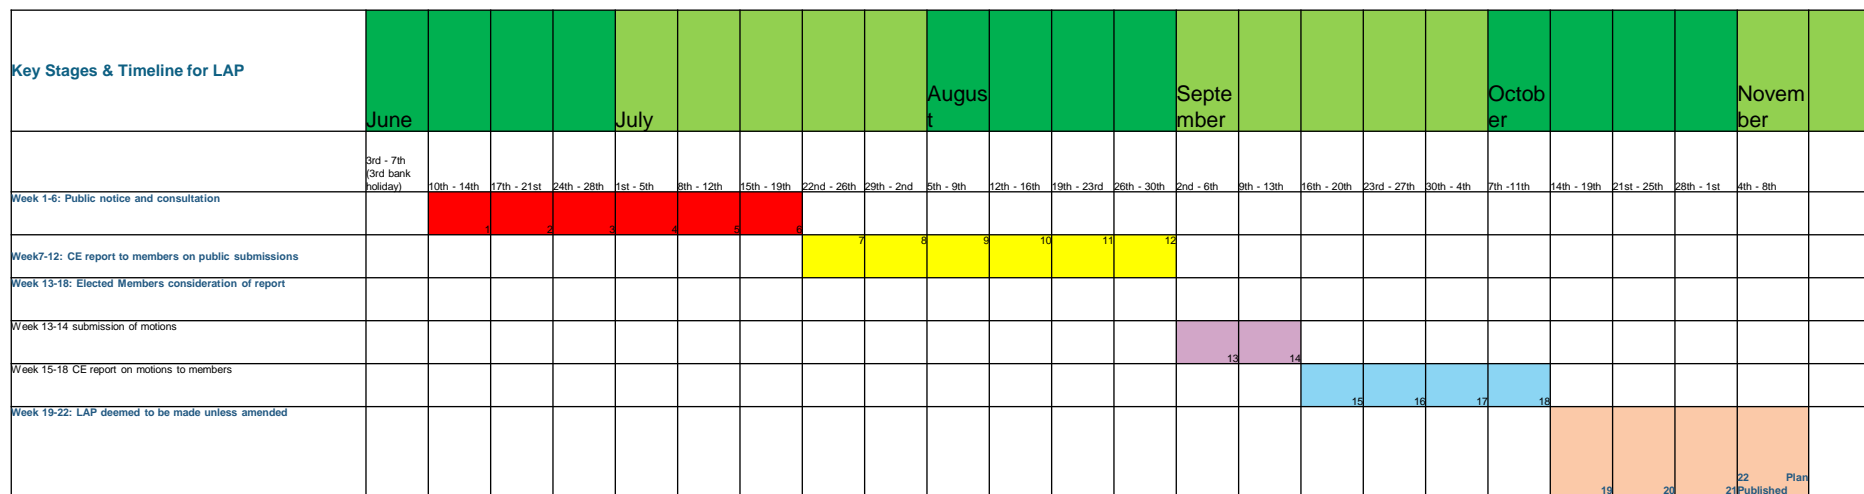 Key Stages & Timeline for LAP
June
July
Augus
t
Septe
mber
Octob
er
Novem
ber
3rd - 7th
(3rd bank
holiday)
10th - 14th
17th - 21st
24th - 28th
1st - 5th
8th - 12th
15th - 19th
22nd - 26th
29th - 2nd
5th - 9th
12th - 16th
19th - 23rd
26th - 30th
2nd - 6th
9th - 13th
16th - 20th
23rd - 27th
30th - 4th
7th -11th
14th - 19th
21st - 25th
28th - 1st
4th - 8th
Week 1-6: Public notice and consultation
1
2
3
4
5
6
Week7-12: CE report to members on public submissions
7
8
9
10
11
12
Week 13-18: Elected Members consideration of report
Week 13-14 submission of motions
13
14
Week 15-18 CE report on motions to members
15
16
17
18
Week 19-22: LAP deemed to be made unless amended
19
20
21
22 Plan
Published